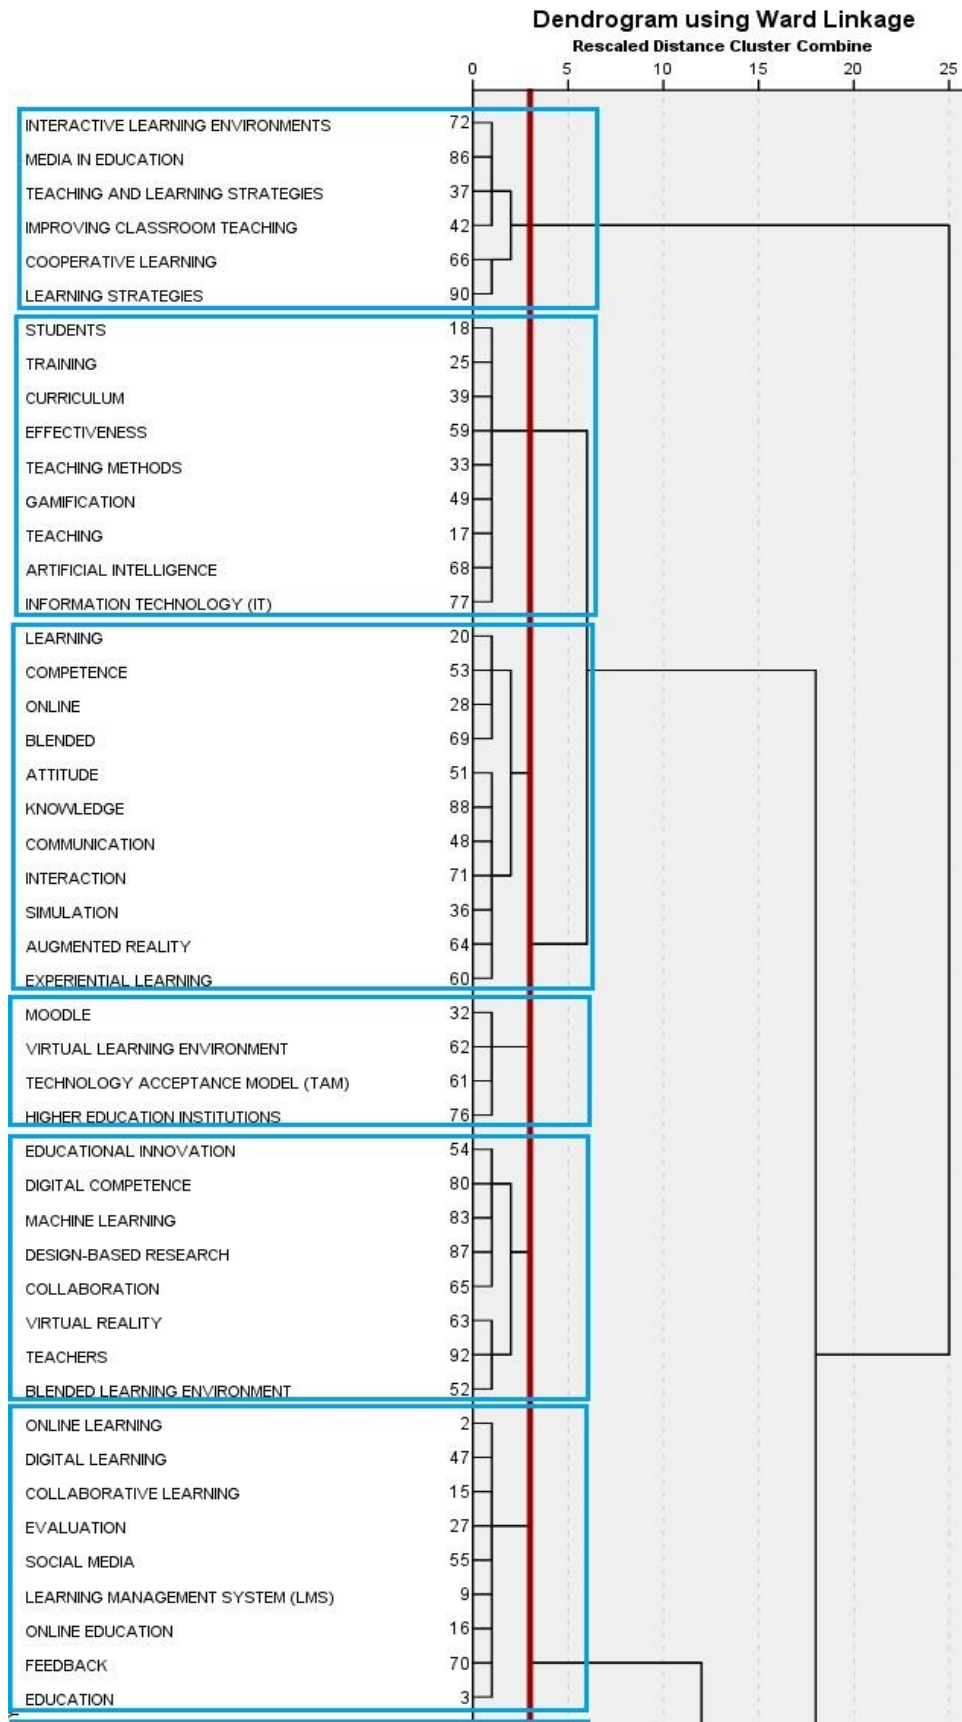 Dendrogram using Ward Linkage
Rescaled Distance Cluster Combine
0 5 10 15 20 25
INTERACTIVE LEARNING ENVIRONMENTS 72
MEDIA IN EDUCATION 86
TEACHING AND LEARNING STRATEGIES 37
IMPROVING CLASSROOM TEACHING 42
COOPERATIVE LEARNING 66
LEARNING STRATEGIES 90
STUDENTS 18
TRAINING 25
CURRICULUM 39
EFFECTIVENESS 59
TEACHING METHODS 33
GAMIFICATION 49
TEACHING 17
ARTIFICIAL INTELLIGENCE 68
INFORMATION TECHNOLOGY (IT) 77
LEARNING 20
COMPETENCE 53
ONLINE 28
BLENDED 69
ATTITUDE 51
KNOWLEDGE 88
COMMUNICATION 48
INTERACTION 71
SIMULATION 36
AUGMENTED REALITY 64
EXPERIENTIAL LEARNING 60
MOODLE 32
VIRTUAL LEARNING ENVIRONMENT 62
TECHNOLOGY ACCEPTANCE MODEL (TAM) 61
HIGHER EDUCATION INSTITUTIONS 76
EDUCATIONAL INNOVATION 54
DIGITAL COMPETENCE 80
MACHINE LEARNING 83
DESIGN-BASED RESEARCH 87
COLLABORATION 65
VIRTUAL REALITY 63
TEACHERS 92
BLENDED LEARNING ENVIRONMENT 52
ONLINE LEARNING 2
DIGITAL LEARNING 47
COLLABORATIVE LEARNING 15
EVALUATION 27
SOCIAL MEDIA 55
LEARNING MANAGEMENT SYSTEM (LMS) 9
ONLINE EDUCATION 16
FEEDBACK 70
EDUCATION 3